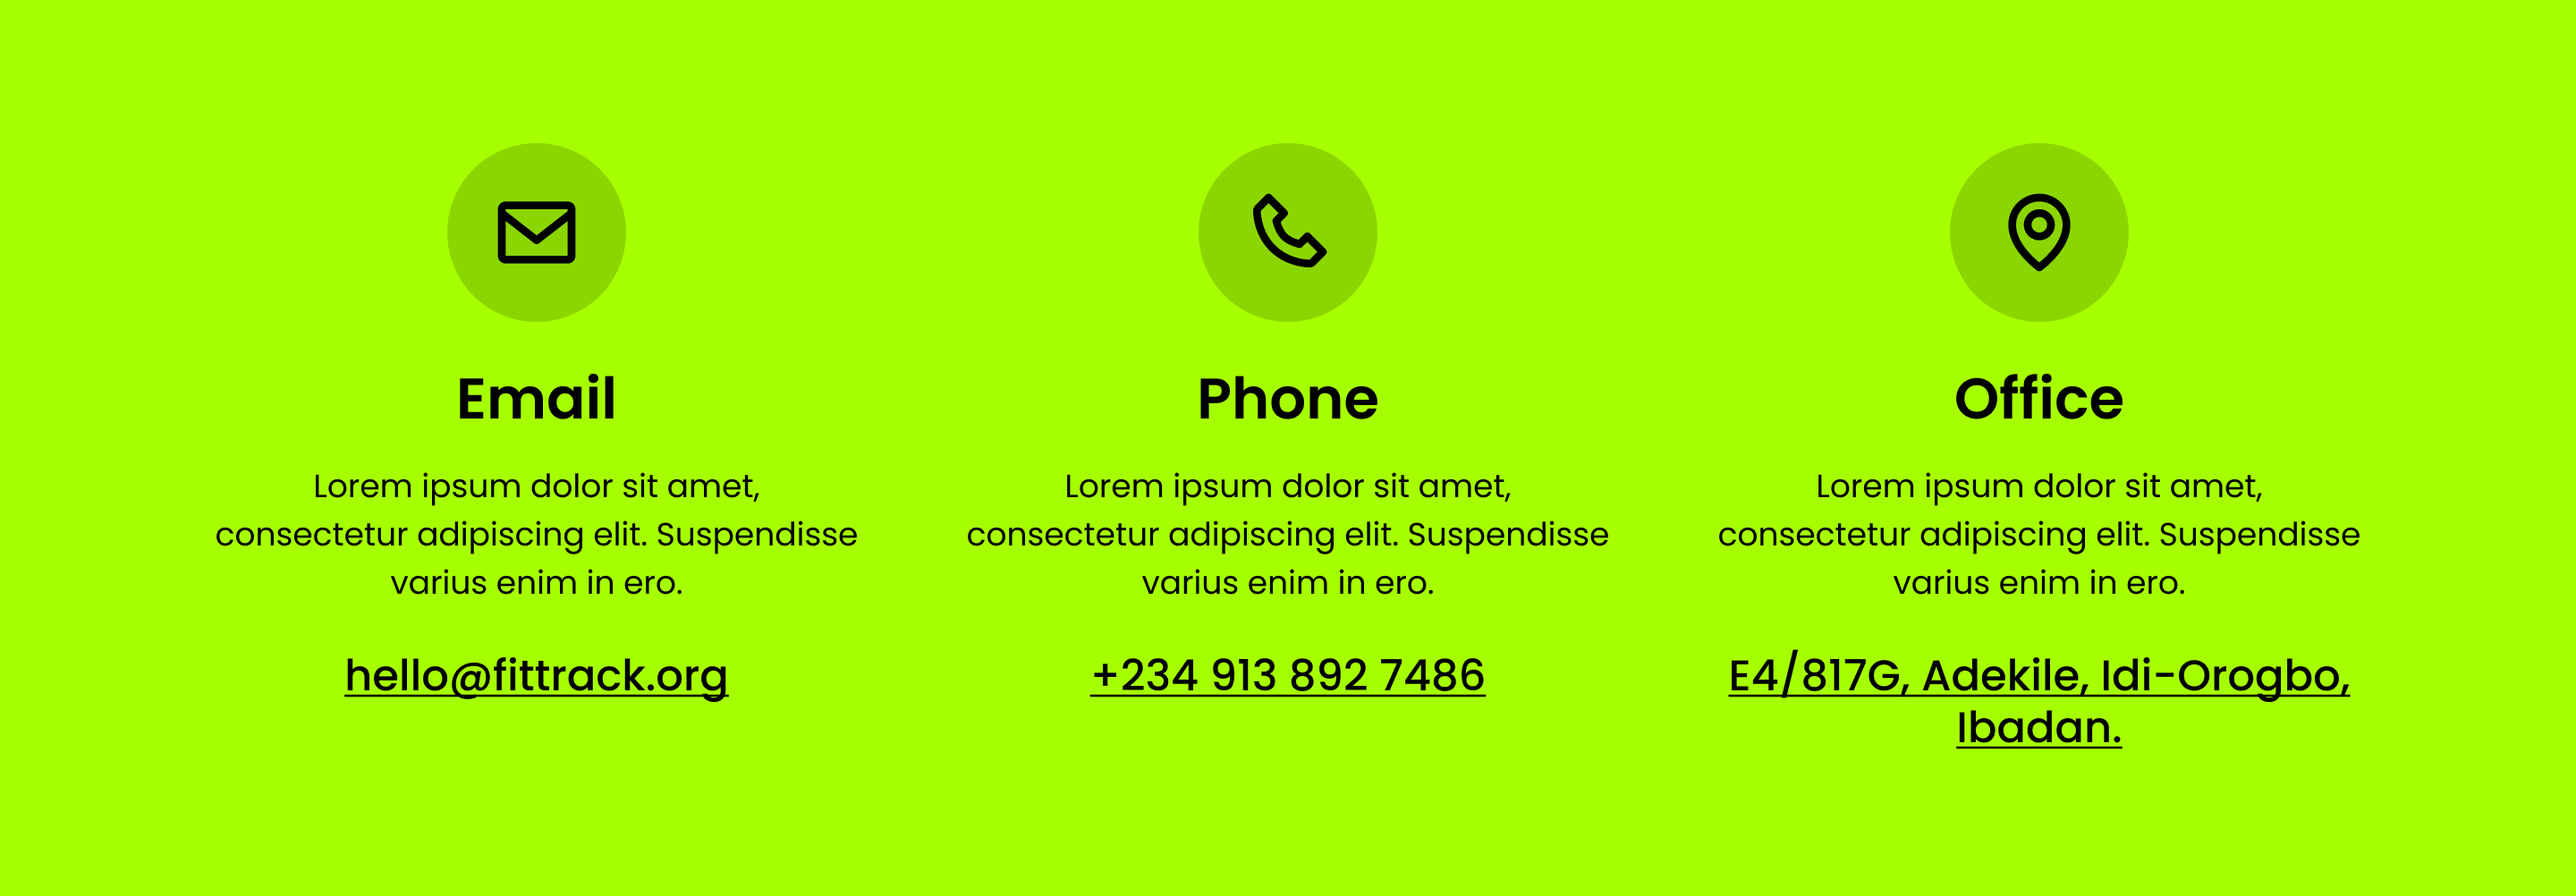 Email
Lorem ipsum dolor sit amet,
consectetur adipiscing elit. Suspendisse
varius enim in ero.
hello@fittrack.org
Phone
Lorem ipsum dolor sit amet,
consectetur adipiscing elit. Suspendisse
varius enim in ero.
+234 913 892 7486
Office
Lorem ipsum dolor sit amet,
consectetur adipiscing elit. Suspendisse
varius enim in ero.
E4/817G, Adekile, Idi-Orogbo,
Ibadan.